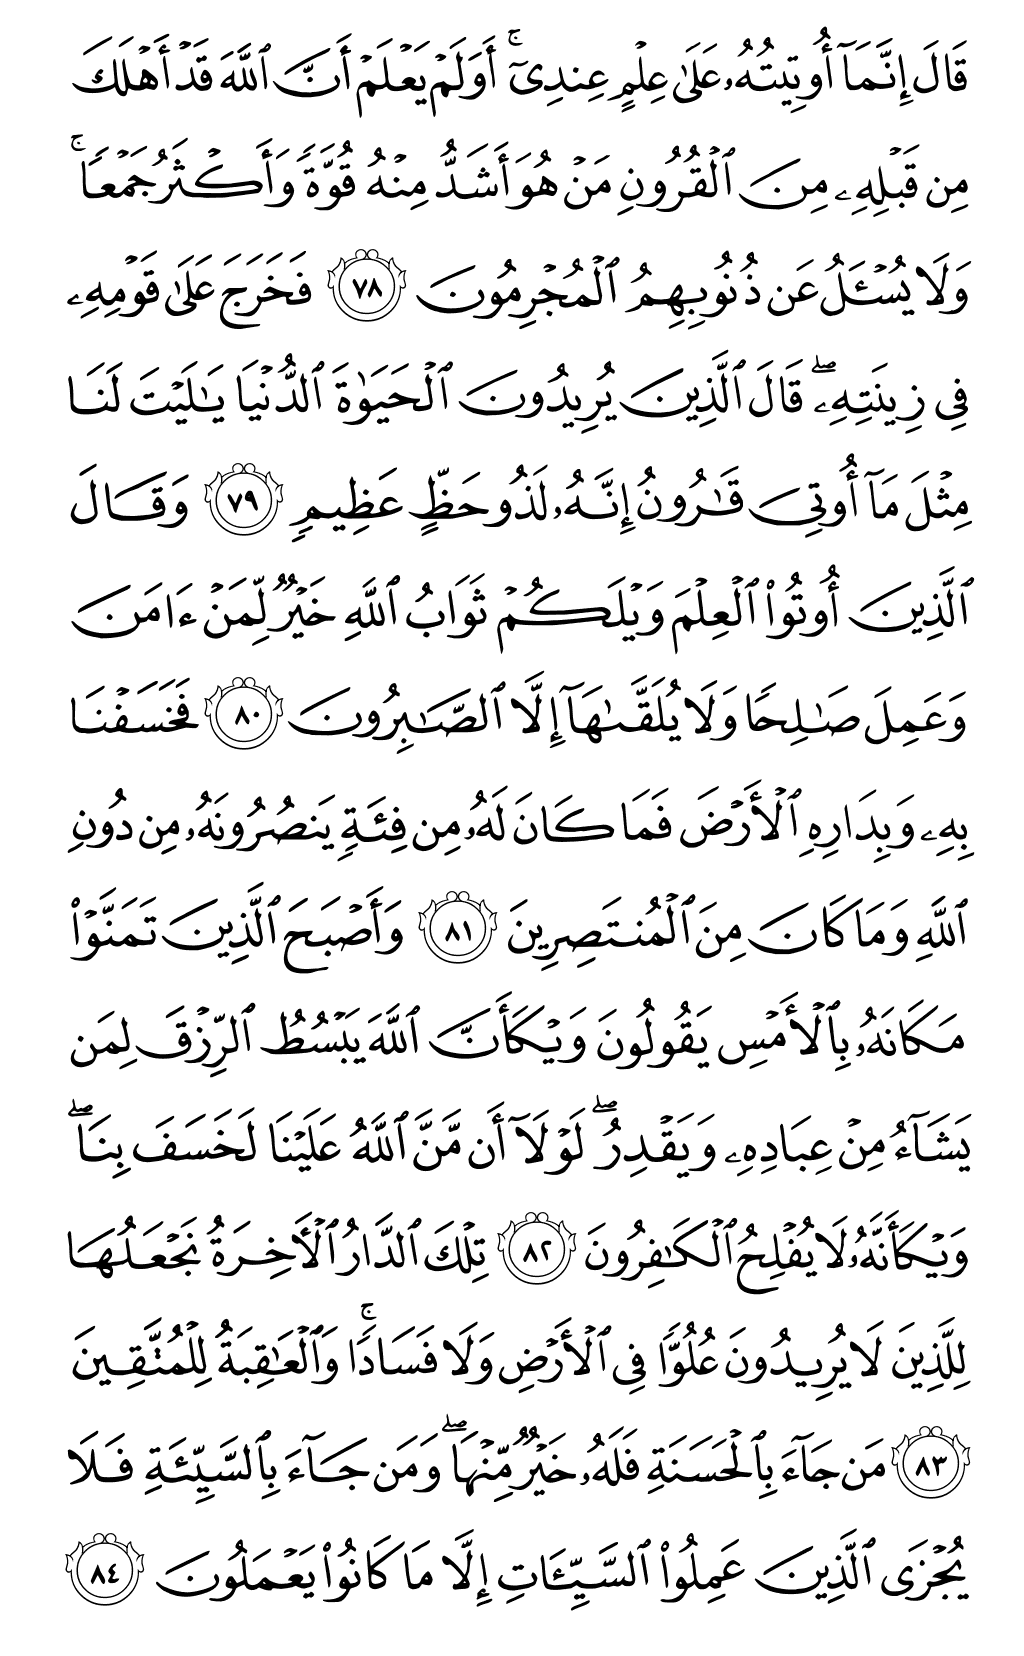 قَالَ إِنَّمَآ أُوتِيتُهُۥ عَلَىٰ عِلۡمٍ عِندِيٓۚ أَوَلَمۡ يَعۡلَمۡ أَنَّ ٱللَّهَ قَدۡ أَهۡلَكَ
مِن قَبۡلِهِۦ مِنَ ٱلۡقُرُونِ مَنۡ هُوَ أَشَدُّ مِنۡهُ قُوَّةٗ وَأَكۡثَرُ جَمۡعٗاۚ
وَلَا يُسۡـَٔلُ عَن ذُنُوبِهِمُ ٱلۡمُجۡرِمُونَ ٧٨ فَخَرَجَ عَلَىٰ قَوۡمِهِۦ
فِي زِينَتِهِۦۖ قَالَ ٱلَّذِينَ يُرِيدُونَ ٱلۡحَيَوٰةَ ٱلدُّنۡيَا يَٰلَيۡتَ لَنَا
مِثۡلَ مَآ أُوتِيَ قَٰرُونُ إِنَّهُۥ لَذُو حَظٍّ عَظِيمٖ ٧٩ وَقَالَ
ٱلَّذِينَ أُوتُواْ ٱلۡعِلۡمَ وَيۡلَكُمۡ ثَوَابُ ٱللَّهِ خَيۡرٞ لِّمَنۡ ءَامَنَ
وَعَمِلَ صَٰلِحٗا وَلَا يُلَقَّىٰهَآ إِلَّا ٱلصَّٰبِرُونَ ٨٠ فَخَسَفۡنَا
بِهِۦ وَبِدَارِهِ ٱلۡأَرۡضَ فَمَا كَانَ لَهُۥ مِن فِئَةٖ يَنصُرُونَهُۥ مِن دُونِ
ٱللَّهِ وَمَا كَانَ مِنَ ٱلۡمُنتَصِرِينَ ٨١ وَأَصۡبَحَ ٱلَّذِينَ تَمَنَّوۡاْ
مَكَانَهُۥ بِٱلۡأَمۡسِ يَقُولُونَ وَيۡكَأَنَّ ٱللَّهَ يَبۡسُطُ ٱلرِّزۡقَ لِمَن
يَشَآءُ مِنۡ عِبَادِهِۦ وَيَقۡدِرُۖ لَوۡلَآ أَن مَّنَّ ٱللَّهُ عَلَيۡنَا لَخَسَفَ بِنَاۖ
وَيۡكَأَنَّهُۥ لَا يُفۡلِحُ ٱلۡكَٰفِرُونَ ٨٢ تِلۡكَ ٱلدَّارُ ٱلۡأٓخِرَةُ نَجۡعَلُهَا
لِلَّذِينَ لَا يُرِيدُونَ عُلُوّٗا فِي ٱلۡأَرۡضِ وَلَا فَسَادٗاۚ وَٱلۡعَٰقِبَةُ لِلۡمُتَّقِينَ
٨٣ مَن جَآءَ بِٱلۡحَسَنَةِ فَلَهُۥ خَيۡرٞ مِّنۡهَاۖ وَمَن جَآءَ بِٱلسَّيِّئَةِ فَلَا
يُجۡزَى ٱلَّذِينَ عَمِلُواْ ٱلسَّيِّـَٔاتِ إِلَّا مَا كَانُواْ يَعۡمَلُونَ ٨٤